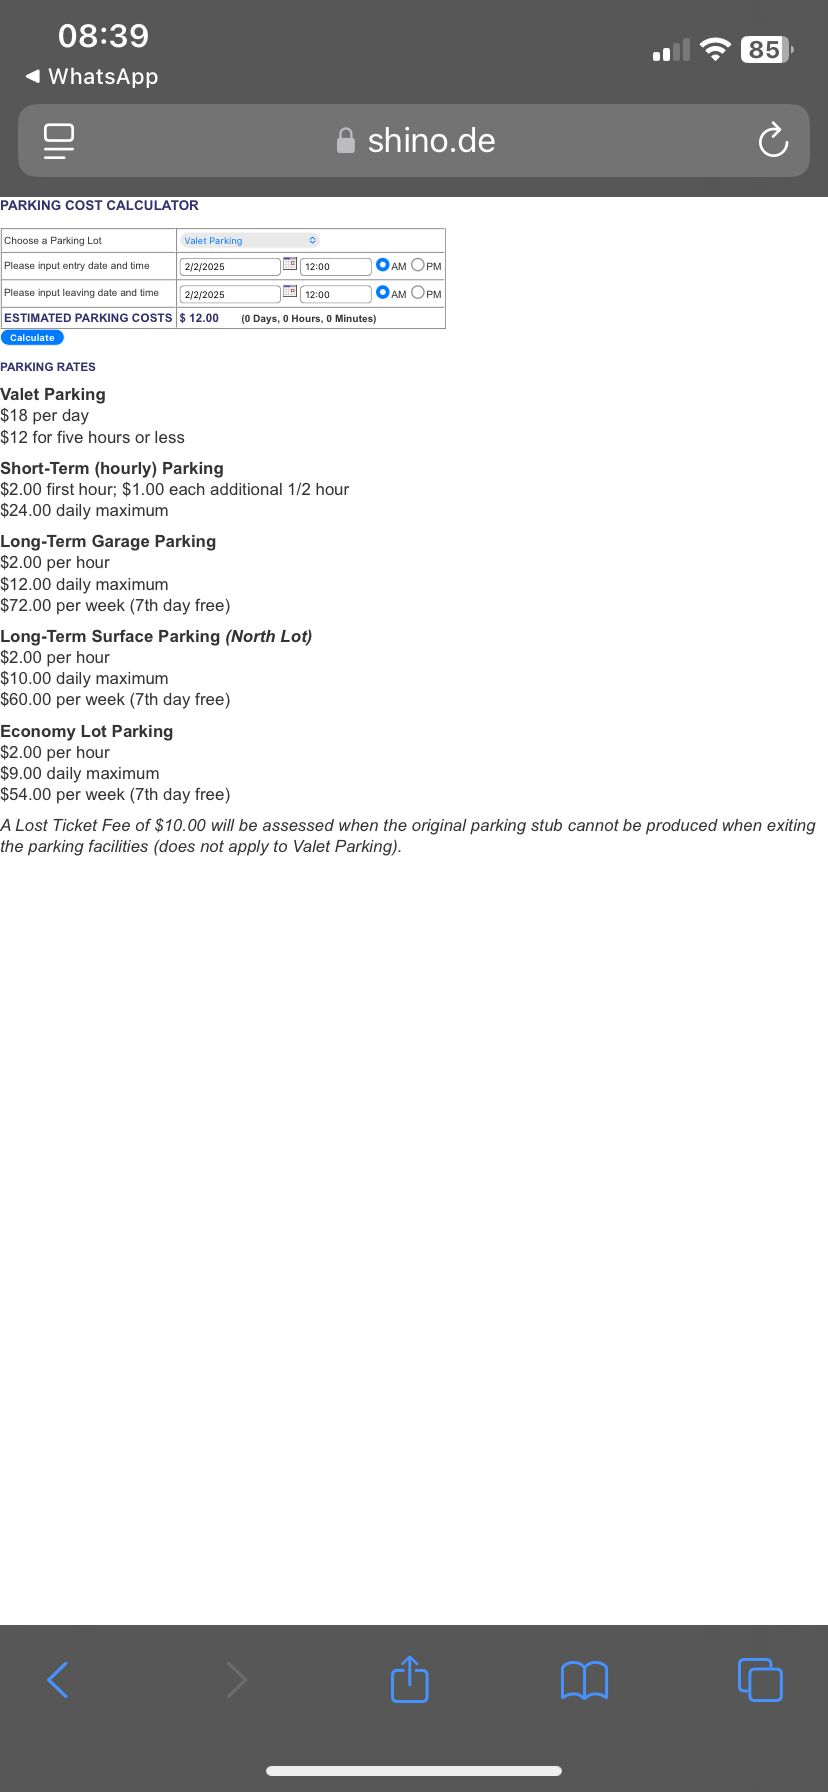 08:39
85
◀ WhatsApp
shino.de
PARKING COST CALCULATOR
Choose a Parking Lot Valet Parking
Please input entry date and time 2/2/2025 12:00 AM PM
Please input leaving date and time 2/2/2025 12:00 AM PM
ESTIMATED PARKING COSTS $ 12.00 (0 Days, 0 Hours, 0 Minutes)
Calculate
PARKING RATES
Valet Parking
$18 per day
$12 for five hours or less
Short-Term (hourly) Parking
$2.00 first hour; $1.00 each additional 1/2 hour
$24.00 daily maximum
Long-Term Garage Parking
$2.00 per hour
$12.00 daily maximum
$72.00 per week (7th day free)
Long-Term Surface Parking (North Lot)
$2.00 per hour
$10.00 daily maximum
$60.00 per week (7th day free)
Economy Lot Parking
$2.00 per hour
$9.00 daily maximum
$54.00 per week (7th day free)
A Lost Ticket Fee of $10.00 will be assessed when the original parking stub cannot be produced when exiting
the parking facilities (does not apply to Valet Parking).